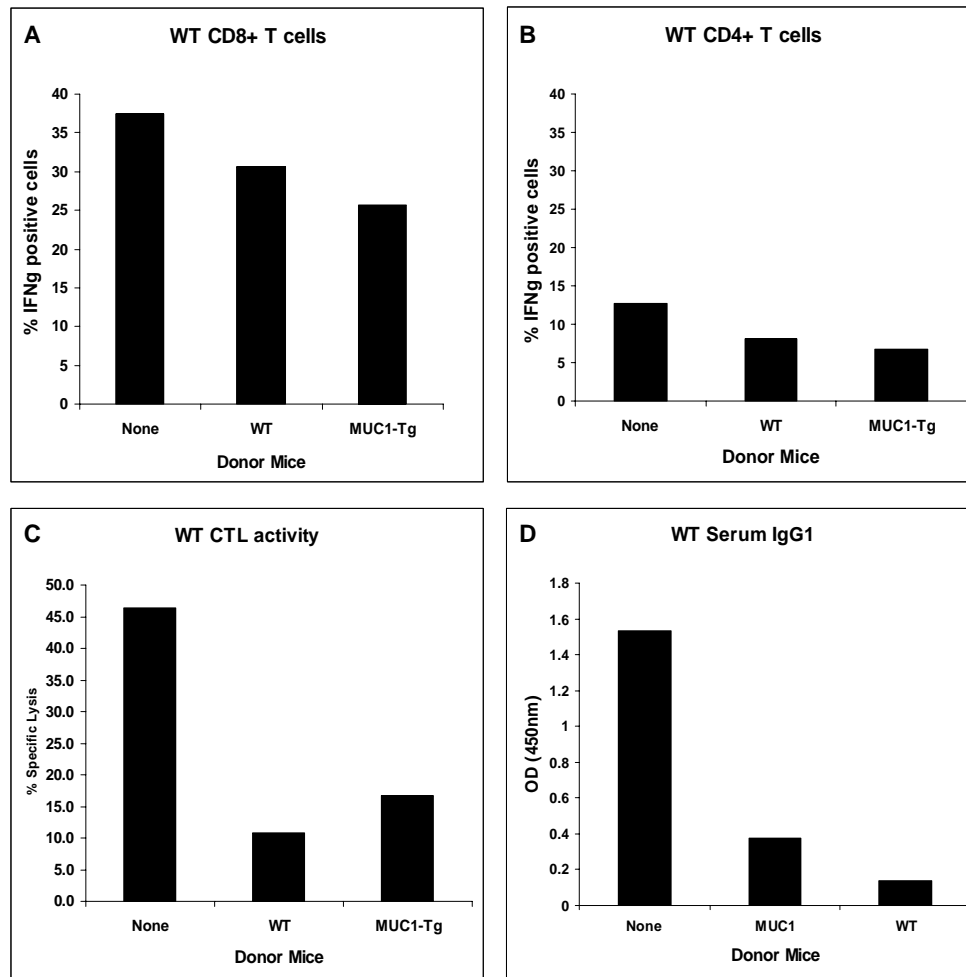 A
WT CD8+ T cells
% IFNg positive cells
40
35
30
25
20
15
10
5
0
None WT MUC1-Tg
Donor Mice
B
WT CD4+ T cells
% IFNg positive cells
40
35
30
25
20
15
10
5
0
None WT MUC1-Tg
Donor Mice
C
WT CTL activity
% Specific Lysis
50.0
45.0
40.0
35.0
30.0
25.0
20.0
15.0
10.0
5.0
0.0
None WT MUC1-Tg
Donor Mice
D
WT Serum IgG1
OD (450nm)
1.8
1.6
1.4
1.2
1
0.8
0.6
0.4
0.2
0
None MUC1 WT
Donor Mice